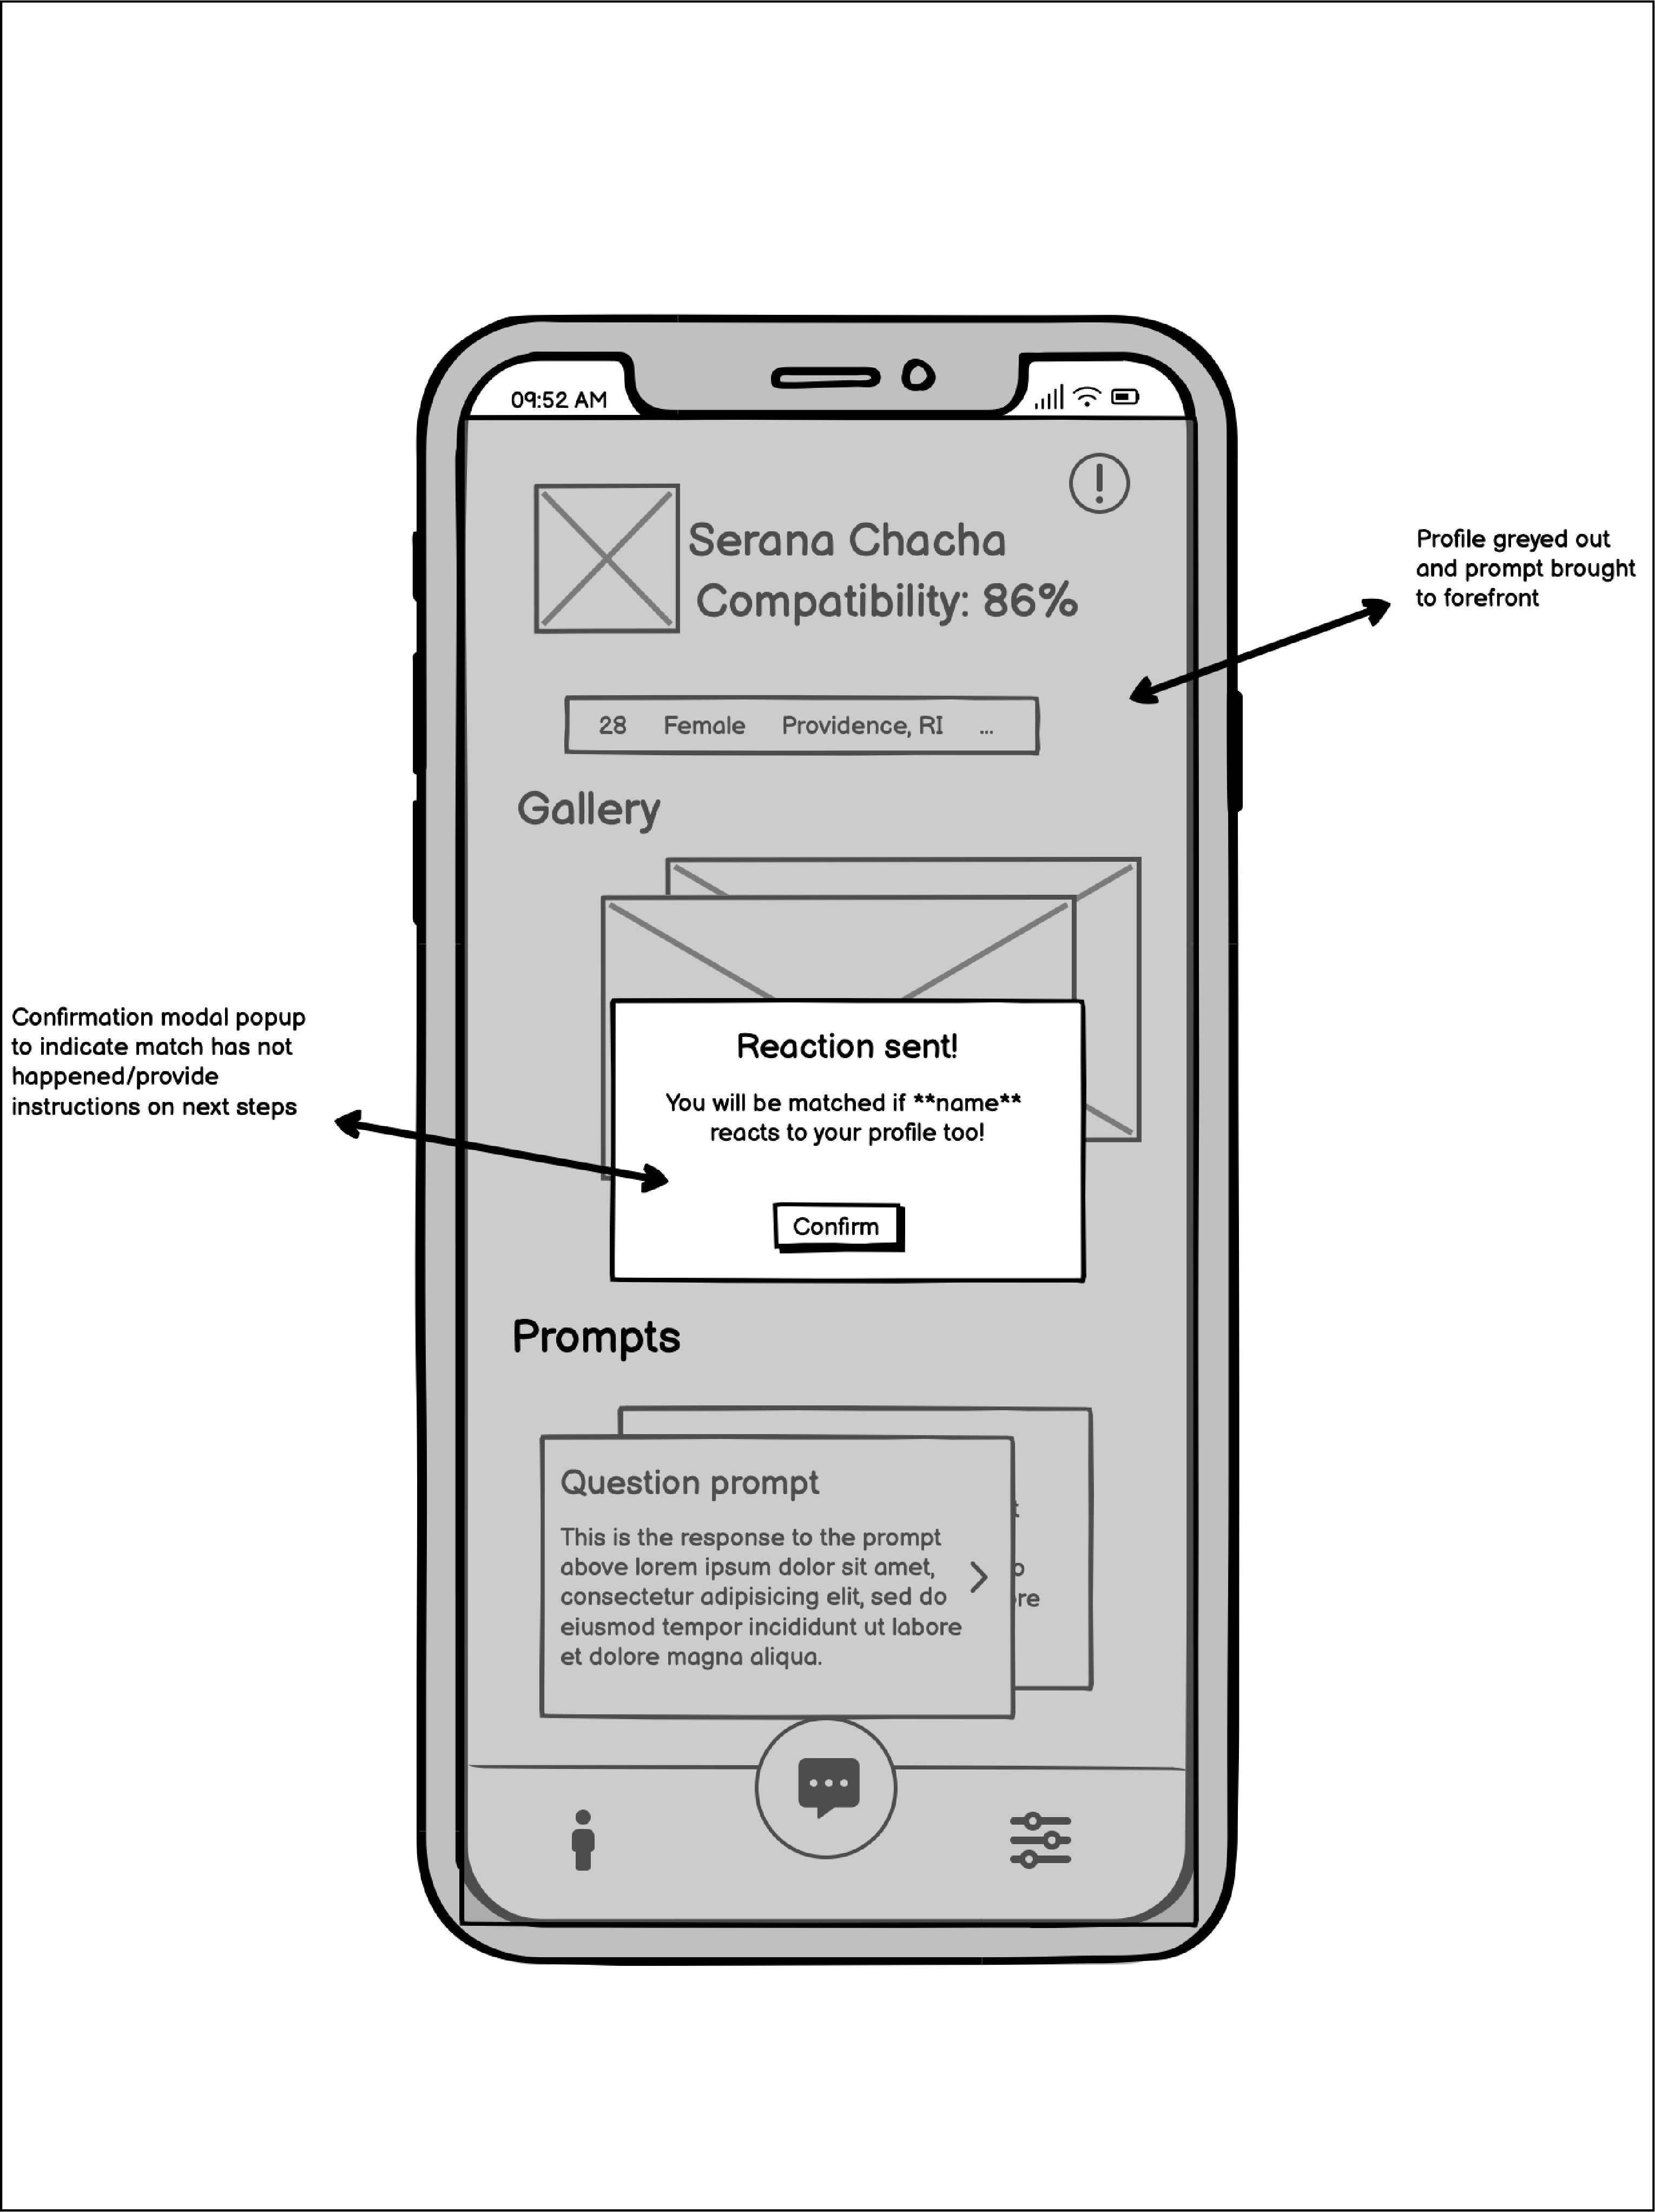 09:52 AM
Serana Chacha
Compatibility: 86%
Profile greyed out
and prompt brought
to forefront
28 Female Providence, RI ...
Gallery
Confirmation modal popup
to indicate match has not
happened/provide
instructions on next steps
Reaction sent!
You will be matched if **name**
reacts to your profile too!
Confirm
Prompts
Question prompt
This is the response to the prompt
above lorem ipsum dolor sit amet,
consectetur adipisicing elit, sed do
eiusmod tempor incididunt ut labore
et dolore magna aliqua.